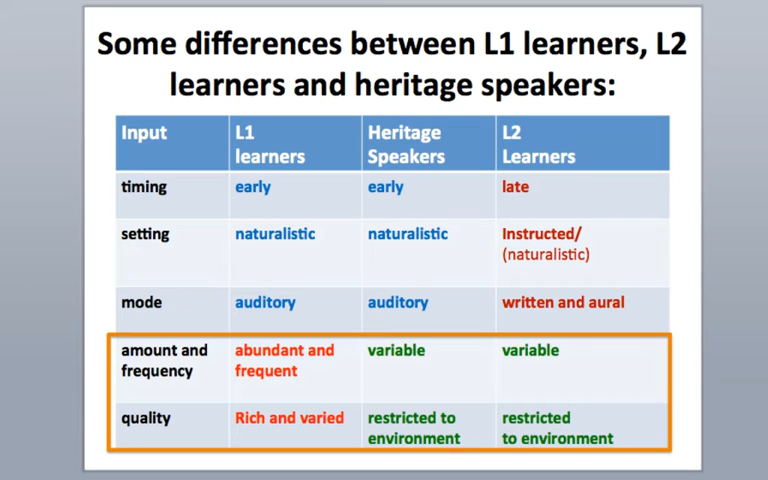 Some differences between L1 learners, L2
learners and heritage speakers:
Input L1 learners Heritage Speakers L2 Learners
timing early early late
setting naturalistic naturalistic Instructed/ (naturalistic)
mode auditory auditory written and aural
amount and frequency abundant and frequent variable variable
quality Rich and varied restricted to environment restricted to environment